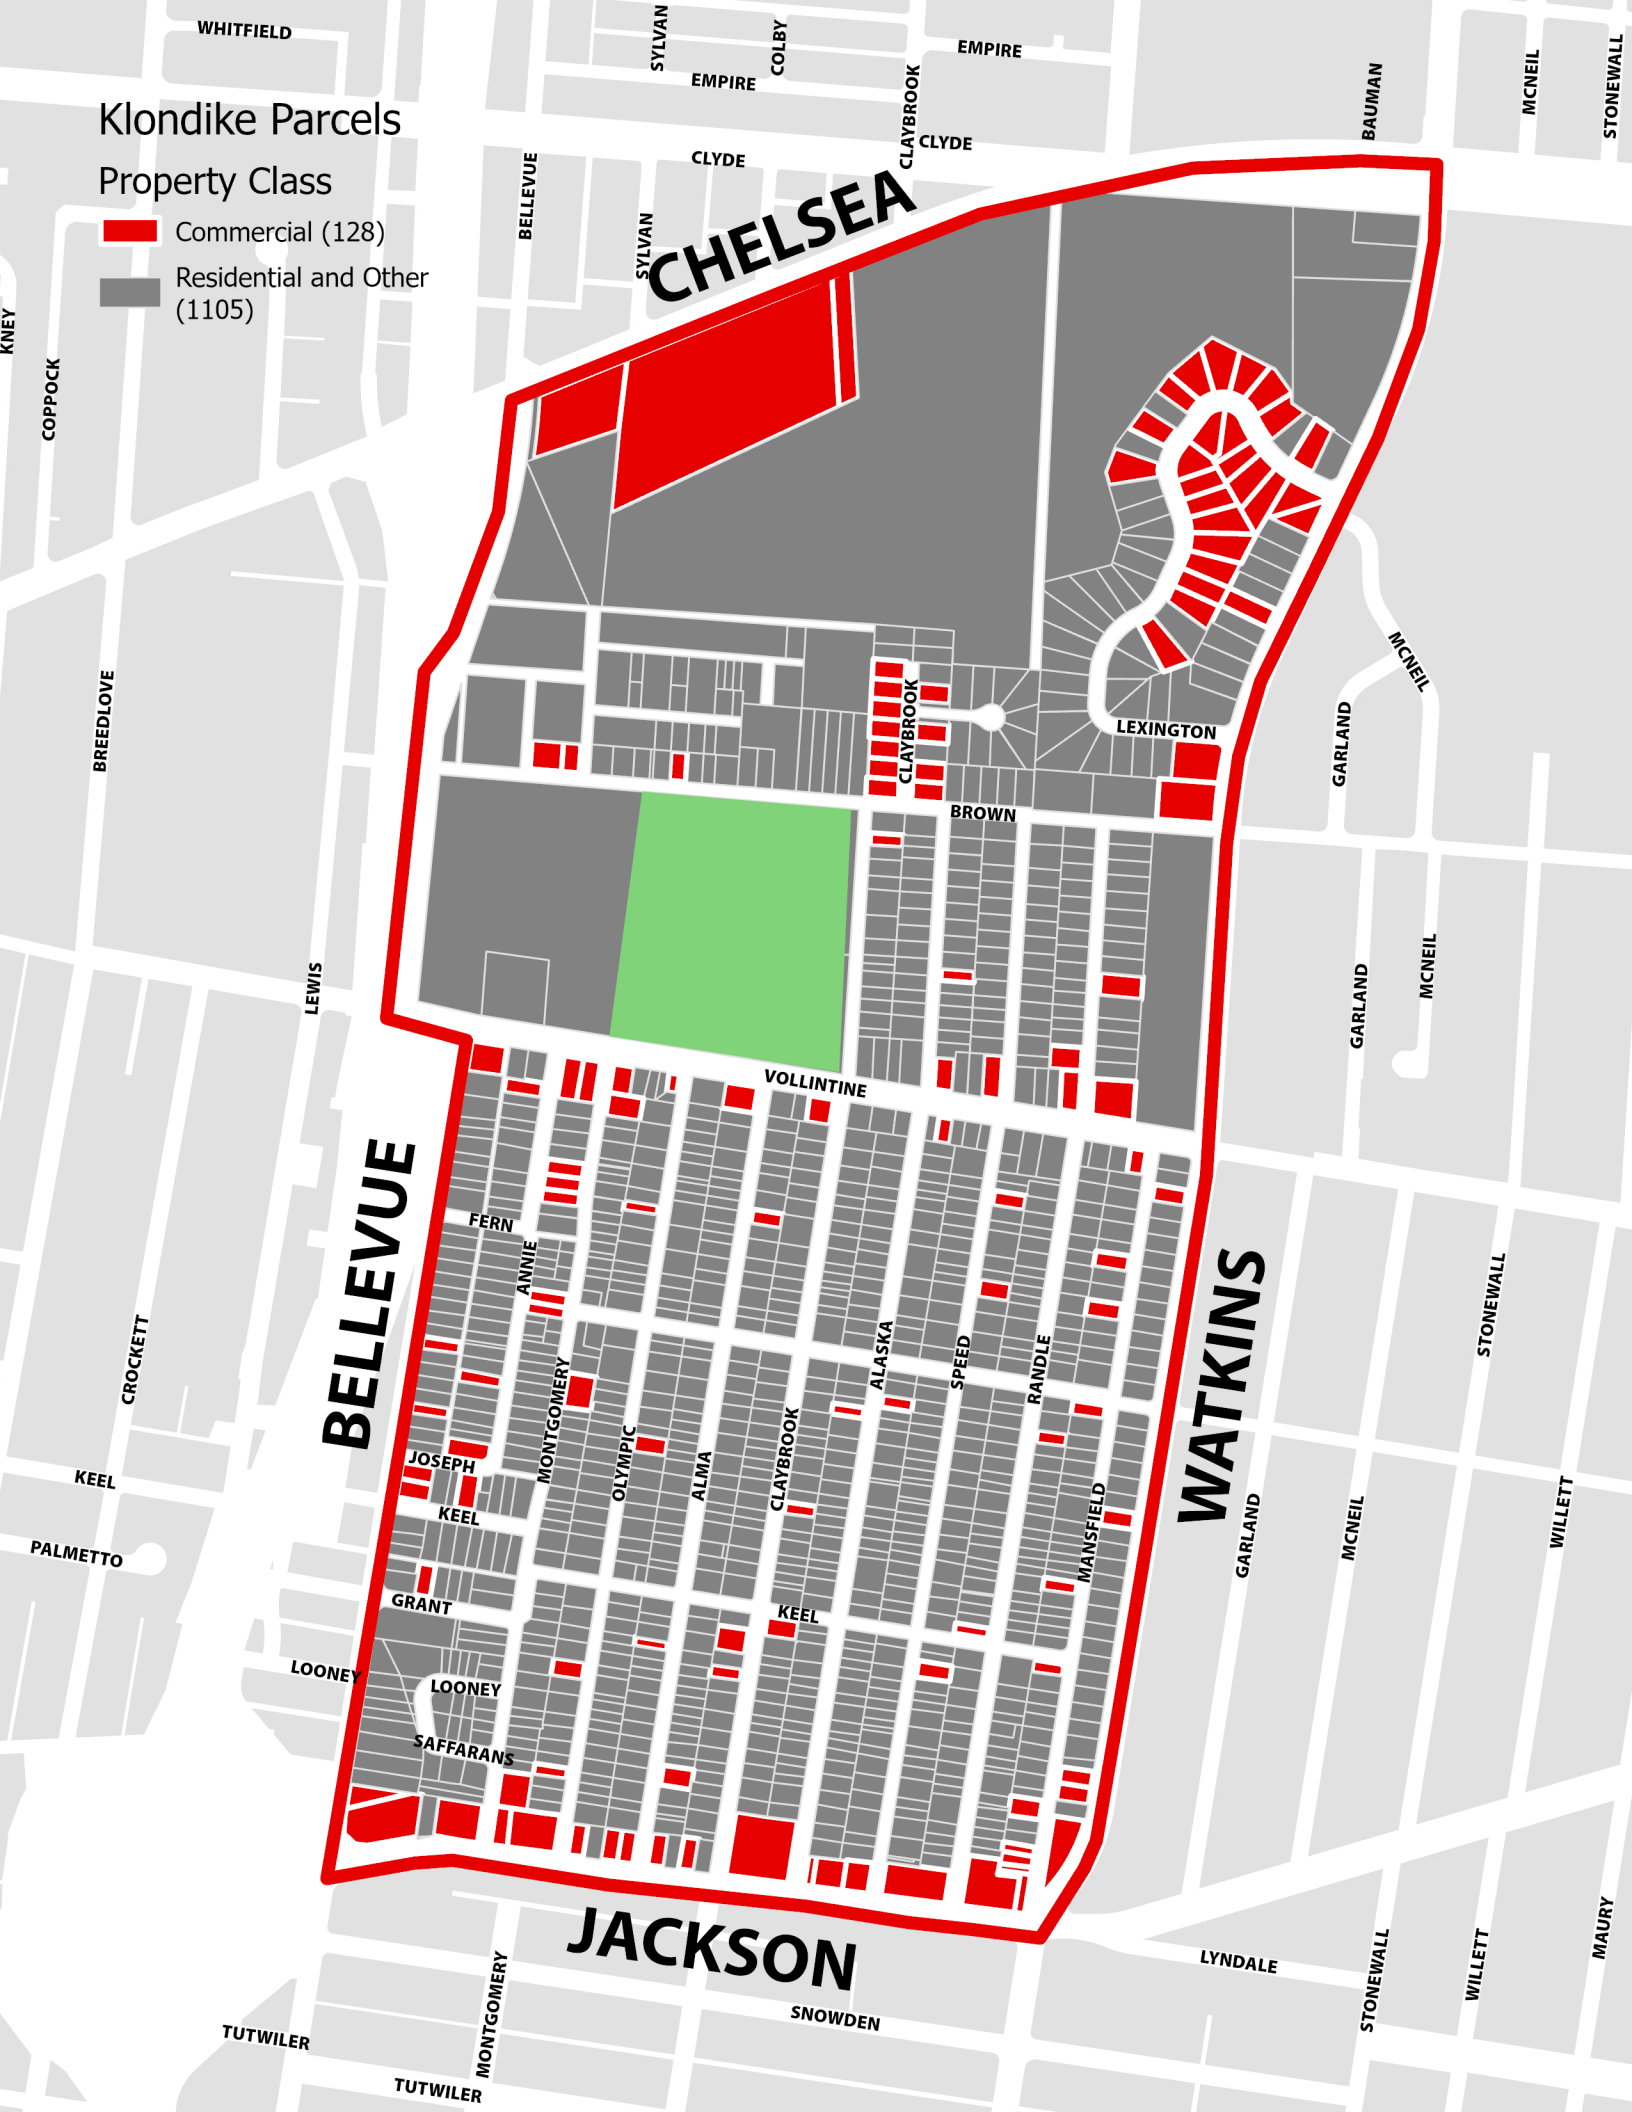 WHITFIELD
SYLVAN
COLBY
EMPIRE
EMPIRE
CLAYBROOK
BAUMAN
MCNEIL
STONEWALL
Klondike Parcels
Property Class
Commercial (128)
Residential and Other
(1105)
CLYDE
CLYDE
BELLEVUE
SYLVAN
CHELSEA
KNEY
COPPOCK
BREEDLOVE
MCNEIL
GARLAND
LEXINGTON
CLAYBROOK
BROWN
LEWIS
GARLAND
MCNEIL
VOLLINTINE
BELLEVUE
FERN
ANNIE
WATKINS
STONEWALL
CROCKETT
ALASKA
SPEED
RANDLE
MONTGOMERY
OLYMPIC
ALMA
CLAYBROOK
JOSEPH
KEEL
KEEL
MANSFIELD
GARLAND
MCNEIL
WILLETT
PALMETTO
GRANT
KEEL
LOONEY
LOONEY
SAFFARANS
JACKSON
MONTGOMERY
LYNDALE
STONEWALL
WILLETT
MAURY
SNOWDEN
TUTWILER
TUTWILER